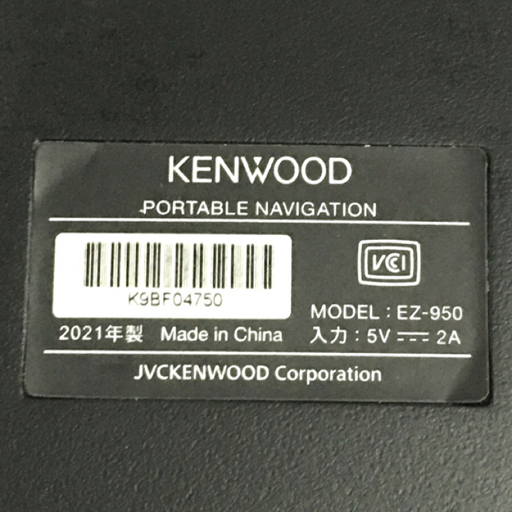 KENWOOD
PORTABLE NAVIGATION
VCCI
K9BF04750
MODEL : EZ-950
2021年製 Made in China
入力 : 5V ⎓ 2A
JVCKENWOOD Corporation